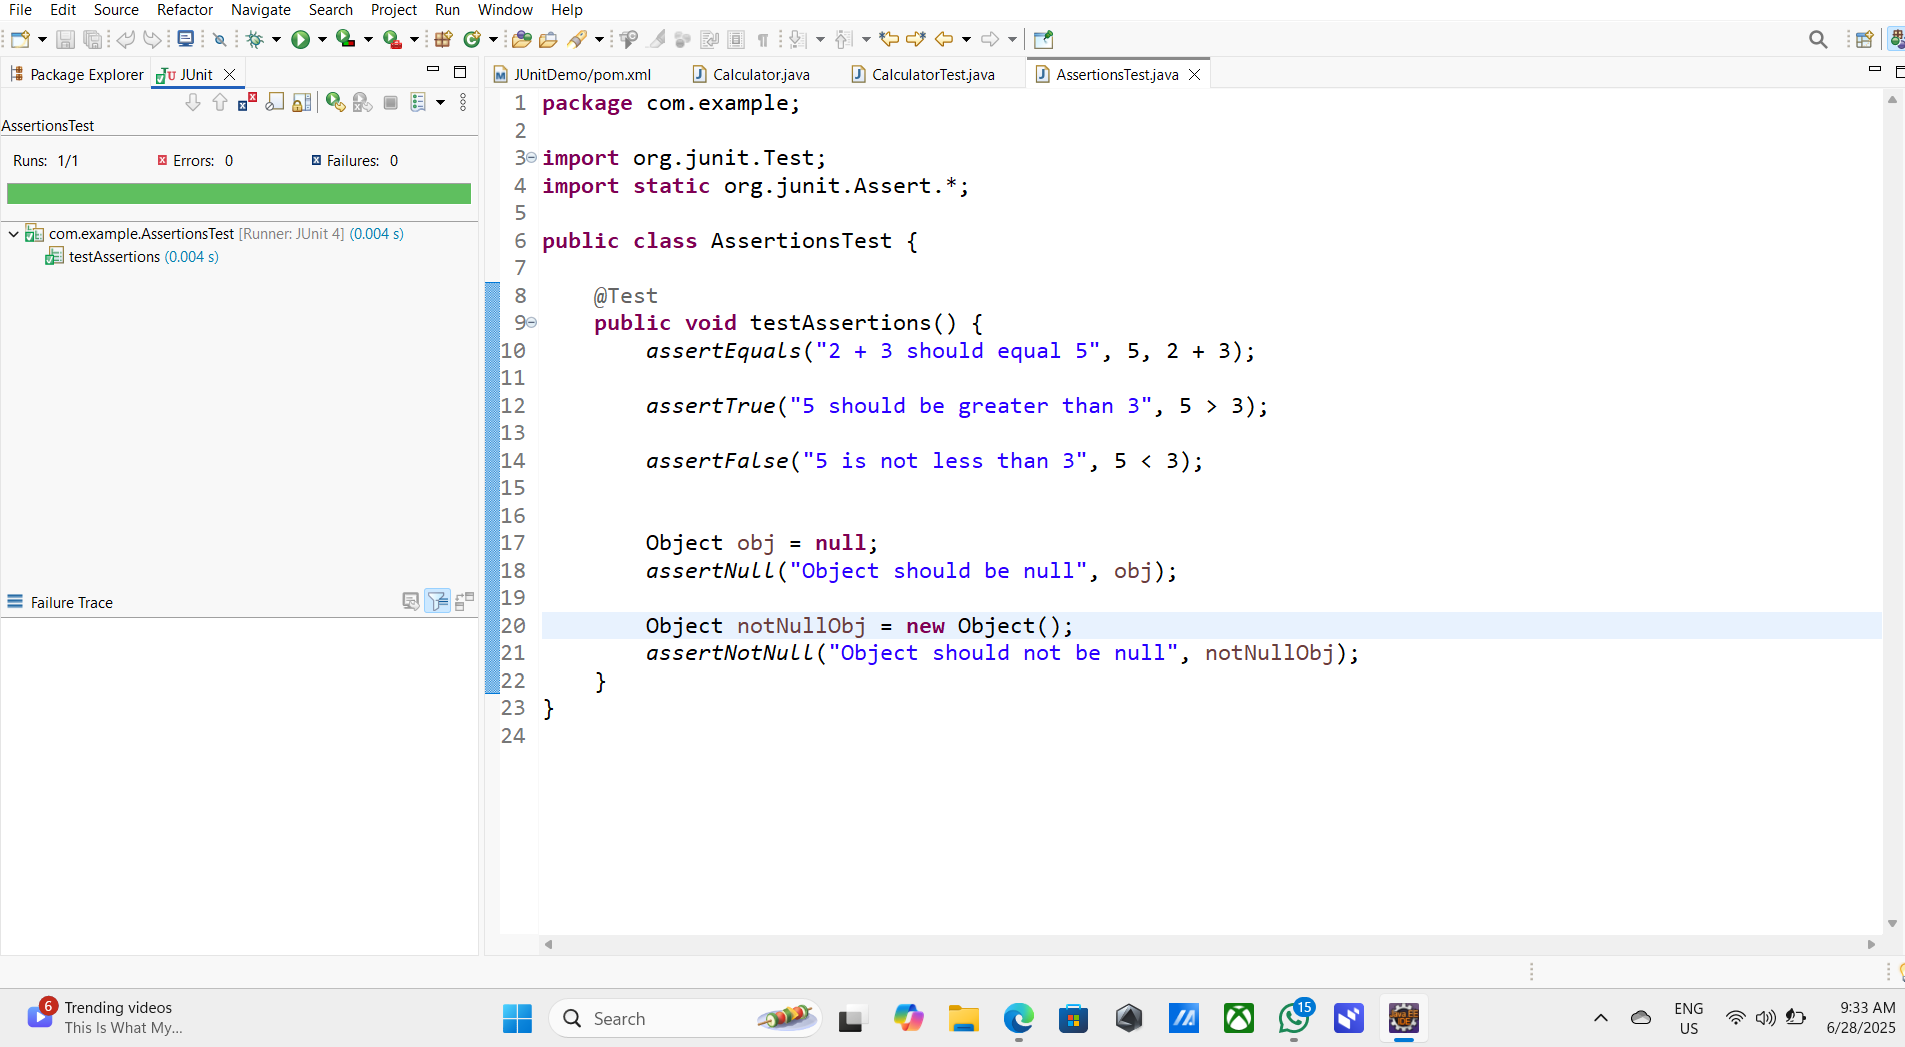 File Edit Source Refactor Navigate Search Project Run Window Help
Package Explorer JUnit
JUnitDemo/pom.xml Calculator.java CalculatorTest.java AssertionsTest.java
AssertionsTest
Runs: 1/1 Errors: 0 Failures: 0
com.example.AssertionsTest [Runner: JUnit 4] (0.004 s)
testAssertions (0.004 s)
Failure Trace
1 package com.example;
2
3 import org.junit.Test;
4 import static org.junit.Assert.*;
5
6 public class AssertionsTest {
7
8 @Test
9 public void testAssertions() {
10 assertEquals("2 + 3 should equal 5", 5, 2 + 3);
11
12 assertTrue("5 should be greater than 3", 5 > 3);
13
14 assertFalse("5 is not less than 3", 5 < 3);
15
16
17 Object obj = null;
18 assertNull("Object should be null", obj);
19
20 Object notNullObj = new Object();
21 assertNotNull("Object should not be null", notNullObj);
22 }
23 }
24
6 Trending videos
This Is What My...
Search
15
Java EE
IDE
ENG
US
9:33 AM
6/28/2025